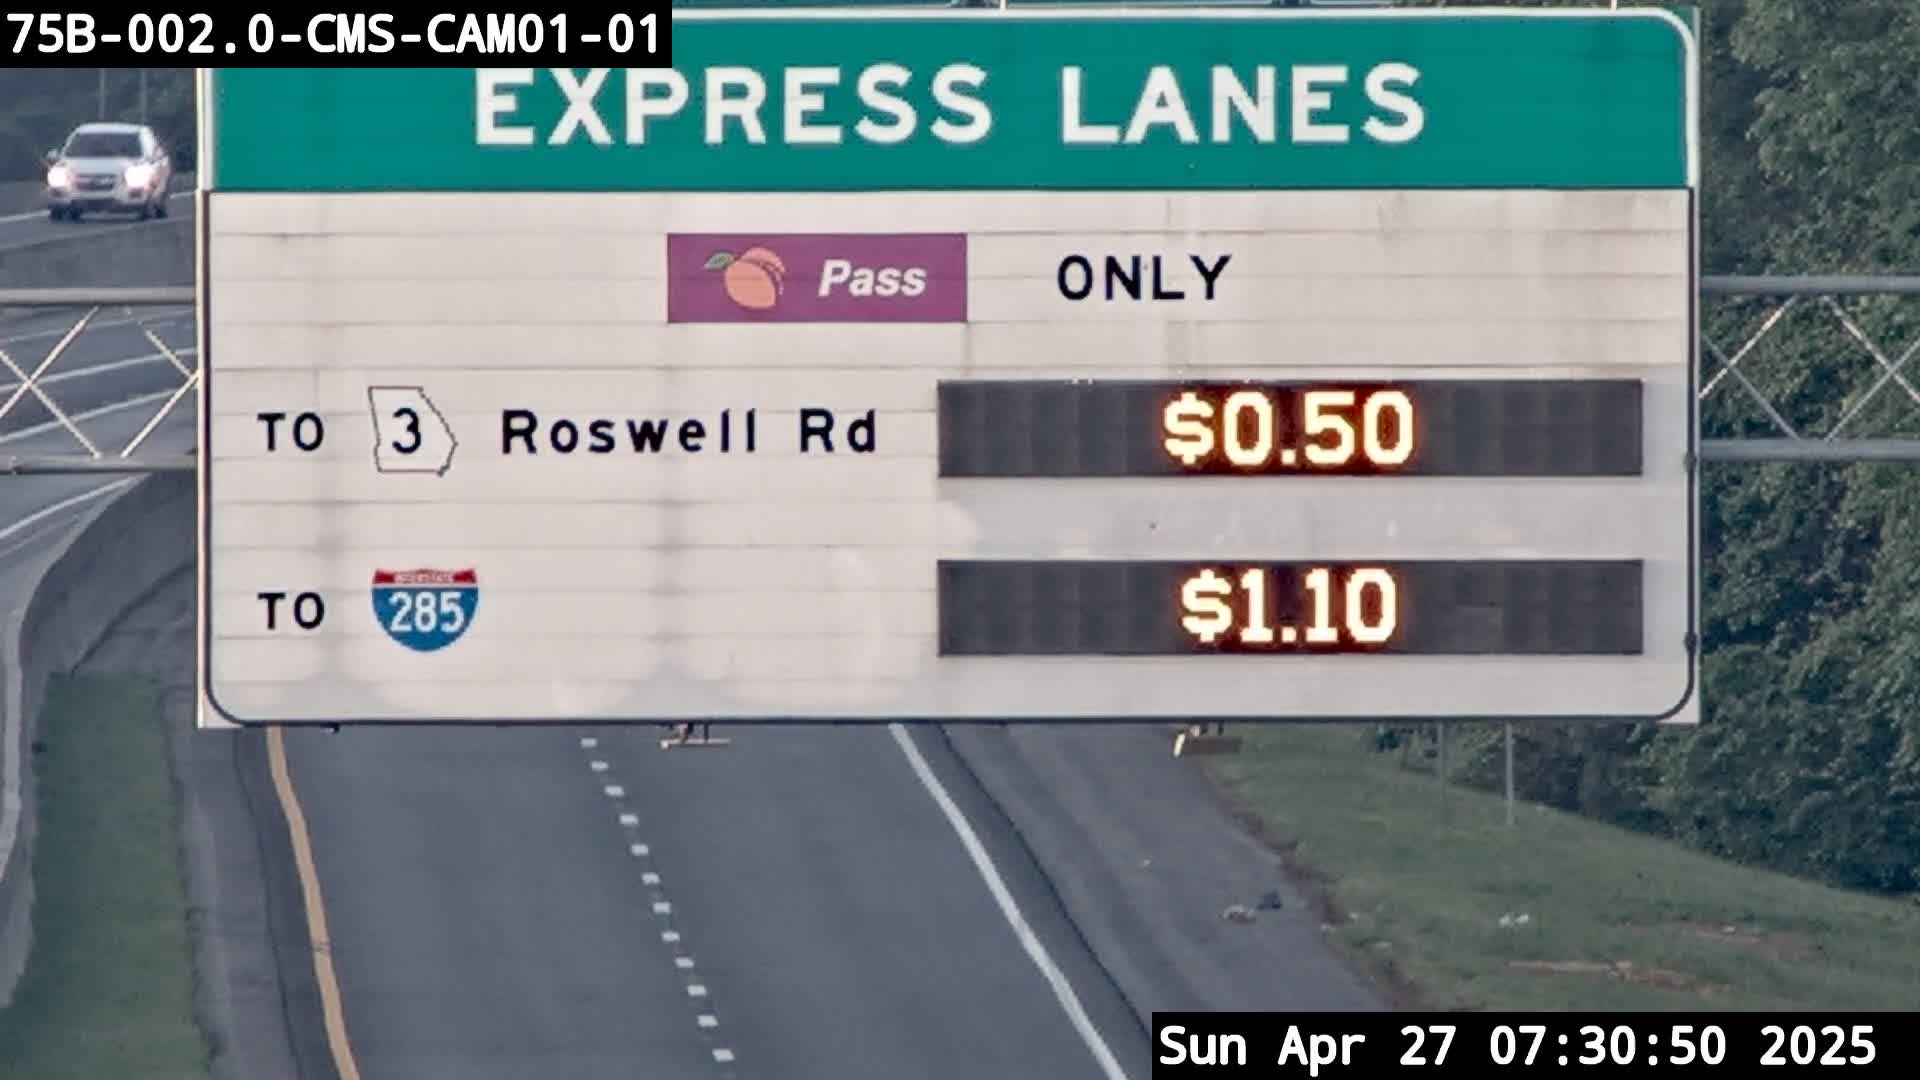 75B-002.0-CMS-CAM01-01
EXPRESS LANES
Pass ONLY
TO 3 Roswell Rd $0.50
INTERSTATE
TO 285 $1.10
Sun Apr 27 07:30:50 2025